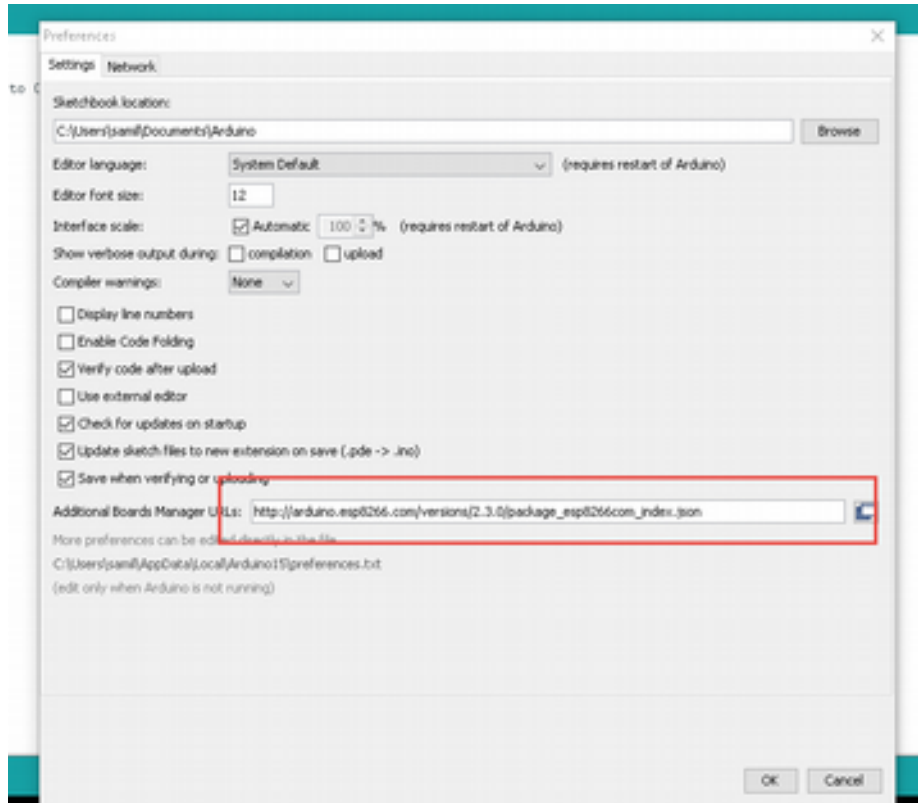 Preferences
Settings Network
to
Sketchbook location:
C:\Users\samil\Documents\Arduino Browse
Editor language: System Default (requires restart of Arduino)
Editor font size: 12
Interface scale: Automatic 100 % (requires restart of Arduino)
Show verbose output during: compilation upload
Compiler warnings: None
Display line numbers
Enable Code Folding
Verify code after upload
Use external editor
Check for updates on startup
Update sketch files to new extension on save (.pde -> .ino)
Save when verifying or uploading
Additional Boards Manager URLs: http://arduino.esp8266.com/versions/2.3.0/package_esp8266com_index.json
More preferences can be edited directly in the file
C:\Users\samil\AppData\Local\Arduino15\preferences.txt
(edit only when Arduino is not running)
OK Cancel